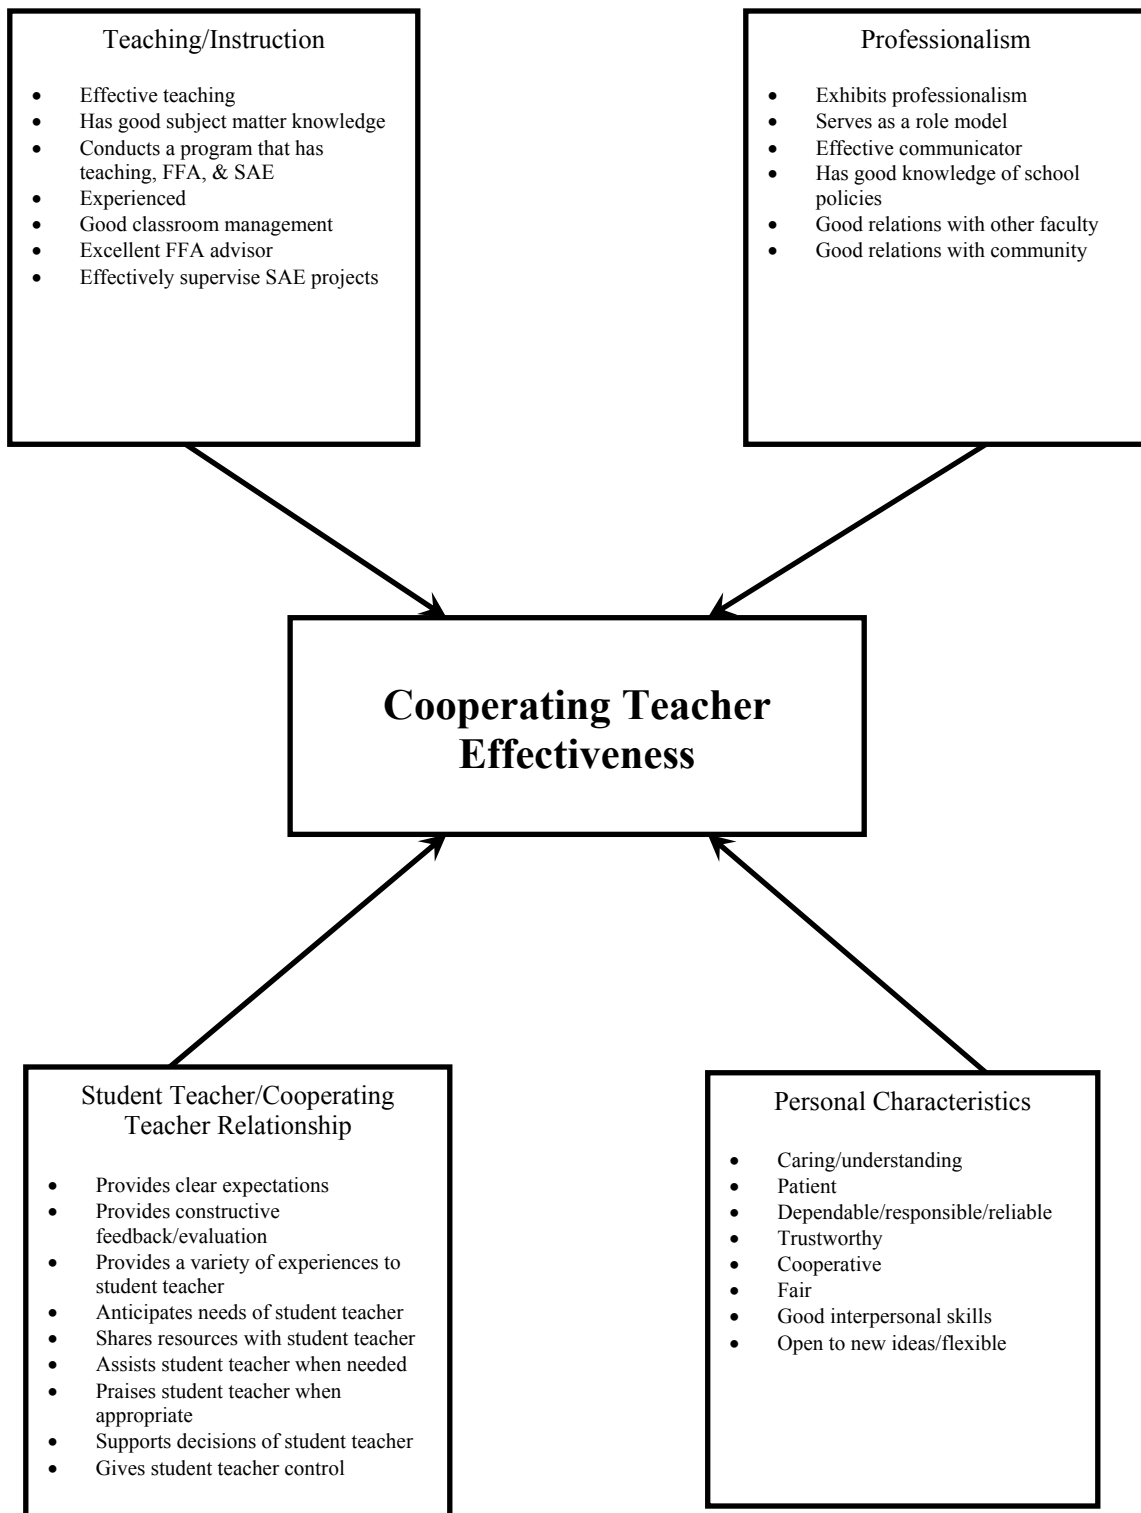 Teaching/Instruction
• Effective teaching
• Has good subject matter knowledge
• Conducts a program that has
teaching, FFA, & SAE
• Experienced
• Good classroom management
• Excellent FFA advisor
• Effectively supervise SAE projects
Professionalism
• Exhibits professionalism
• Serves as a role model
• Effective communicator
• Has good knowledge of school
policies
• Good relations with other faculty
• Good relations with community
Cooperating Teacher
Effectiveness
Student Teacher/Cooperating
Teacher Relationship
• Provides clear expectations
• Provides constructive
feedback/evaluation
• Provides a variety of experiences to
student teacher
• Anticipates needs of student teacher
• Shares resources with student teacher
• Assists student teacher when needed
• Praises student teacher when
appropriate
• Supports decisions of student teacher
• Gives student teacher control
Personal Characteristics
• Caring/understanding
• Patient
• Dependable/responsible/reliable
• Trustworthy
• Cooperative
• Fair
• Good interpersonal skills
• Open to new ideas/flexible